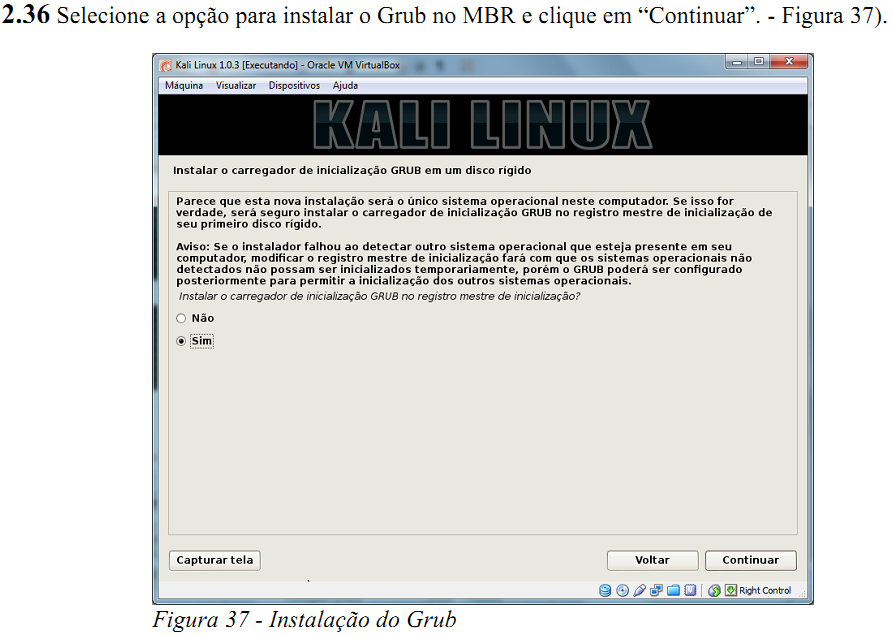 2.36 Selecione a opção para instalar o Grub no MBR e clique em “Continuar”. - Figura 37).
Kali Linux 1.0.3 [Executando] - Oracle VM VirtualBox
Máquina Visualizar Dispositivos Ajuda
KALI LINUX
Instalar o carregador de inicialização GRUB em um disco rígido
Parece que esta nova instalação será o único sistema operacional neste computador. Se isso for
verdade, será seguro instalar o carregador de inicialização GRUB no registro mestre de inicialização de
seu primeiro disco rígido.
Aviso: Se o instalador falhou ao detectar outro sistema operacional que esteja presente em seu
computador, modificar o registro mestre de inicialização fará com que os sistemas operacionais não
detectados não possam ser inicializados temporariamente, porém o GRUB poderá ser configurado
posteriormente para permitir a inicialização dos outros sistemas operacionais.
Instalar o carregador de inicialização GRUB no registro mestre de inicialização?
Não
Sim
Capturar tela Voltar Continuar
Right Control
Figura 37 - Instalação do Grub